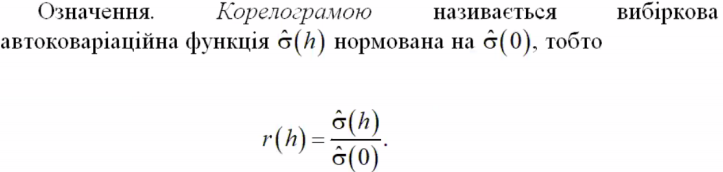 Означення. Корелограмою називається вибіркова
автоковаріаційна функція σ̂(h) нормована на σ̂(0), тобто
r(h) = σ̂(h) / σ̂(0).